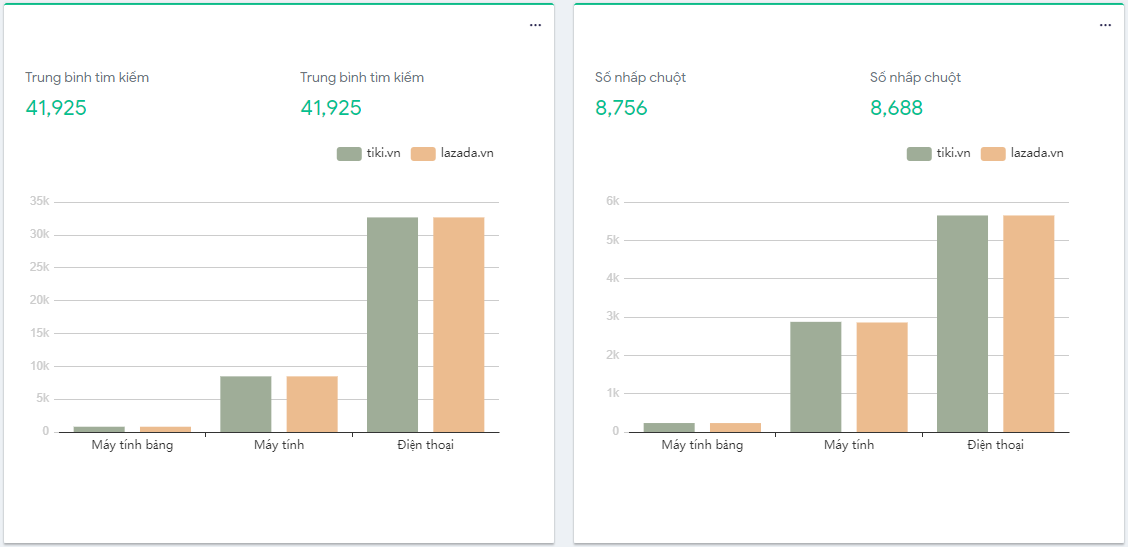 ...
...
Trung bình tìm kiếm
Trung bình tìm kiếm
41,925
41,925
tiki.vn
lazada.vn
35k
30k
25k
20k
15k
10k
5k
0
Máy tính bảng
Máy tính
Điện thoại
Số nhấp chuột
Số nhấp chuột
8,756
8,688
tiki.vn
lazada.vn
6k
5k
4k
3k
2k
1k
0
Máy tính bảng
Máy tính
Điện thoại